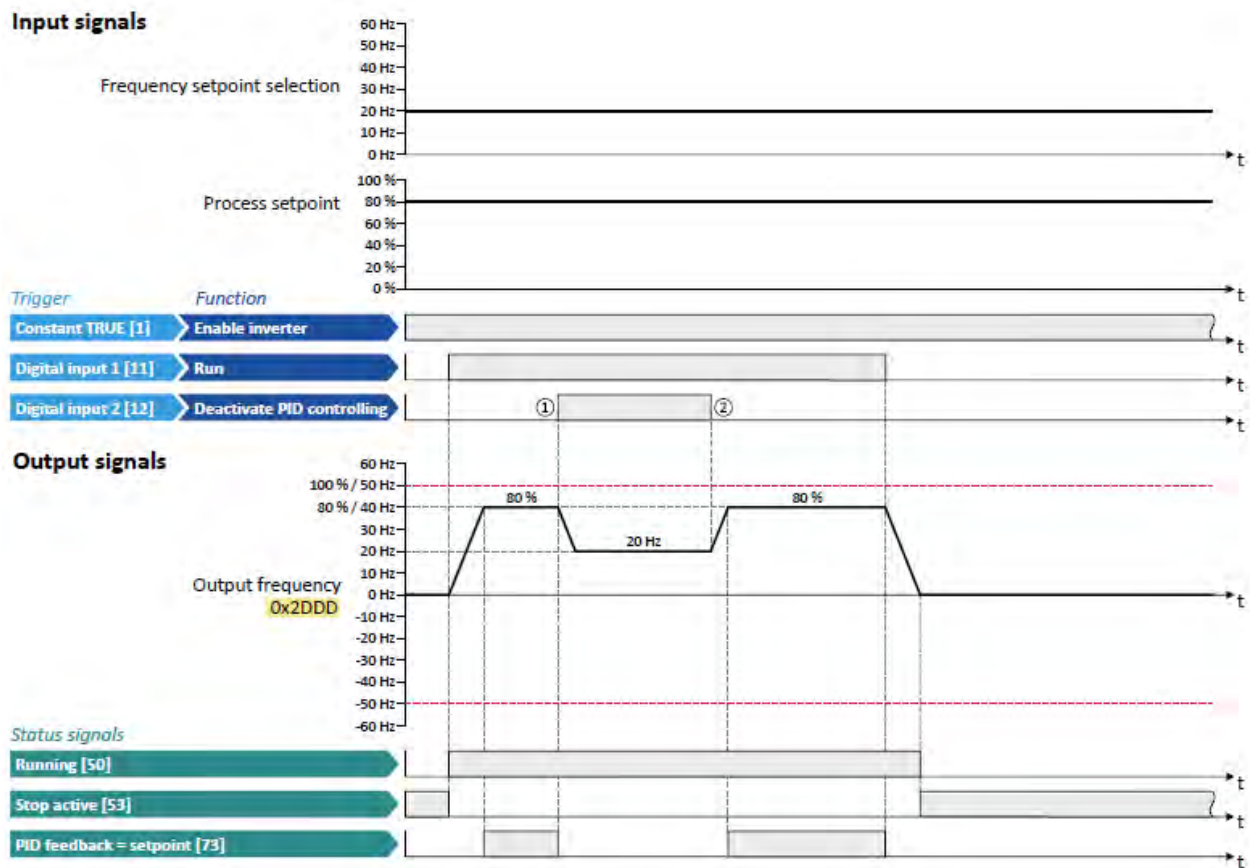 Input signals
60 Hz
50 Hz
40 Hz
Frequency setpoint selection
30 Hz
20 Hz
10 Hz
0 Hz
t
100 %
Process setpoint
80 %
60 %
40 %
20 %
0 %
t
Trigger Function
Constant TRUE [1] Enable inverter
t
Digital input 1 [11] Run
t
Digital input 2 [12] Deactivate PID controlling ① ②
t
Output signals
60 Hz
100 % / 50 Hz
80 % / 40 Hz 80 % 80 %
30 Hz
20 Hz 20 Hz
10 Hz
Output frequency
0x2DDD
0 Hz
t
-10 Hz
-20 Hz
-30 Hz
-40 Hz
-50 Hz
-60 Hz
Status signals
Running [50]
t
Stop active [53]
t
PID feedback = setpoint [73]
t